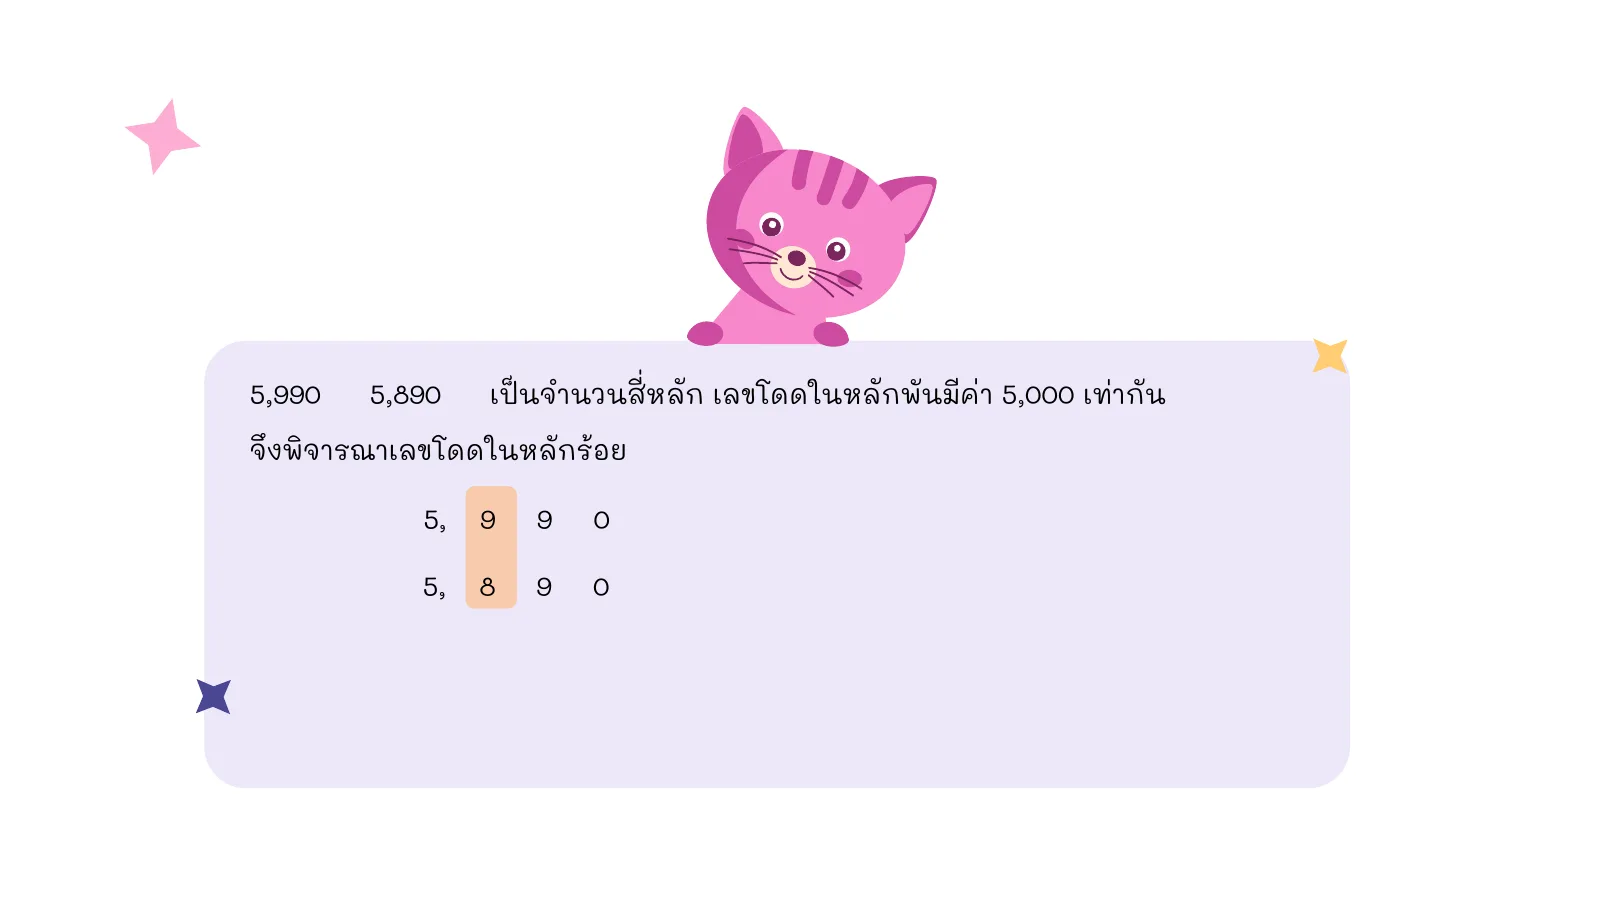 5,990 5,890 เป็นจำนวนสี่หลัก เลขโดดในหลักพันมีค่า 5,000 เท่ากัน
จึงพิจารณาเลขโดดในหลักร้อย
5, 9 9 0
5, 8 9 0